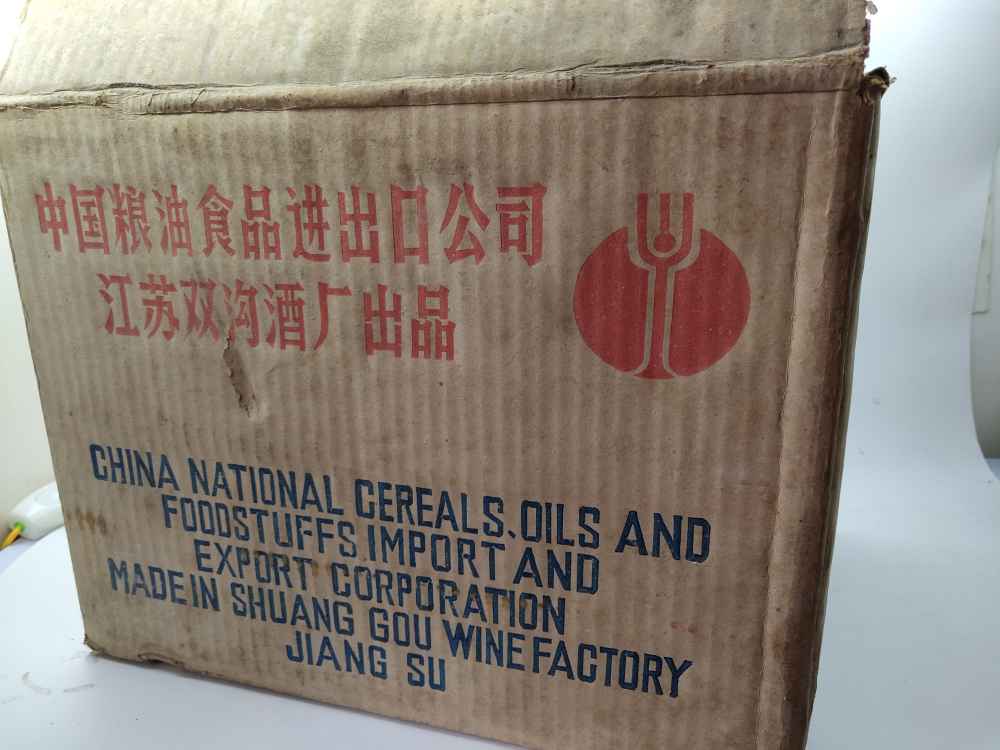 中国粮油食品进出口公司
江苏双沟酒厂出品
CHINA NATIONAL CEREALS、OILS AND
FOODSTUFFS IMPORT AND
EXPORT CORPORATION
MADE IN SHUANG GOU WINE FACTORY
JIANG SU